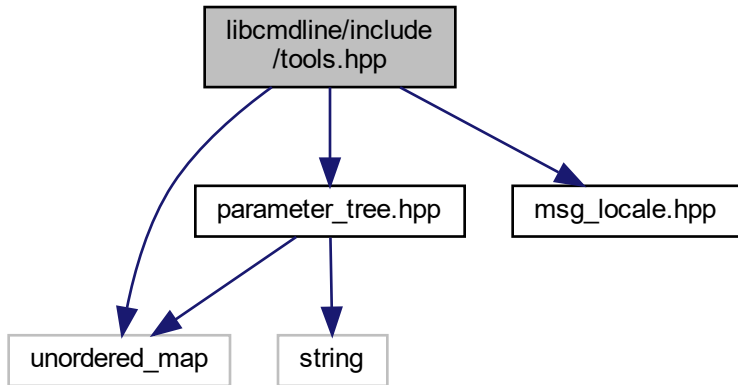 libcmdline/include
/tools.hpp
parameter_tree.hpp
msg_locale.hpp
unordered_map
string